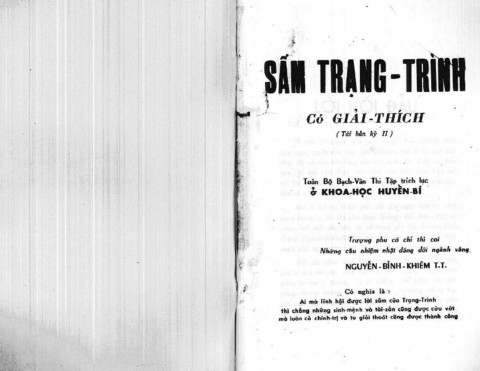 SẤM TRẠNG-TRÌNH
Có GIẢI-THÍCH
(Tái bản kỳ II)
Toàn Bộ Bạch-Vân Thi Tập trích lục
ở KHOA-HỌC HUYỀN-BÍ
Trượng phu có chí thì coi
Những câu nhiệm nhặt đáng đổi ngành vàng.
NGUYỄN-BỈNH-KHIÊM T.T.
Có nghĩa là :
Ai mà lĩnh hội được lời sấm của Trạng-Trình
thì chẳng những sinh-mệnh và tài-sản cũng được cứu vớt
mà luôn cả chính-trị và tu giải thoát cũng được thành công